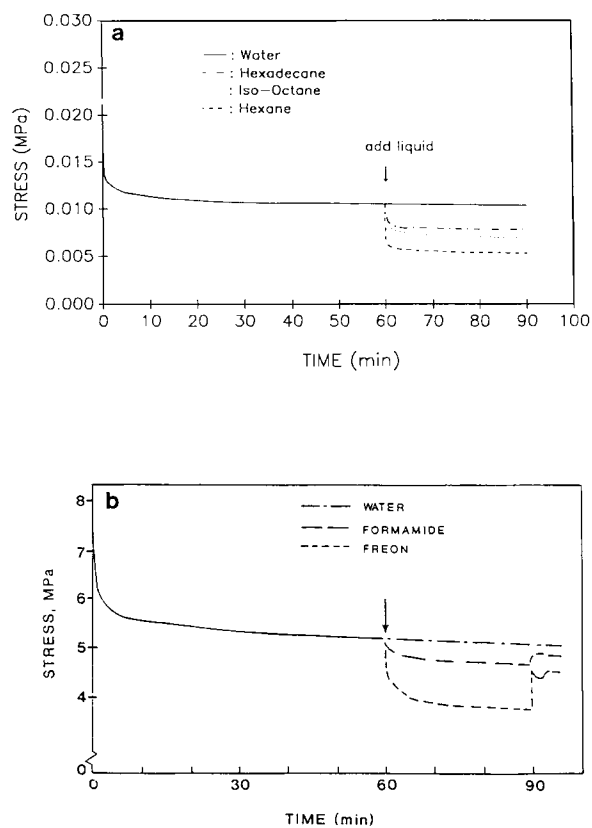 a
0.030
0.025
0.020
0.015
0.010
0.005
0.000
STRESS (MPa)
— : Water
- - : Hexadecane
: Iso-Octane
--- : Hexane
add liquid
0 10 20 30 40 50 60 70 80 90 100
TIME (min)
b
8
7
6
5
4
0
STRESS, MPa
WATER
FORMAMIDE
FREON
0 30 60 90
TIME (min)